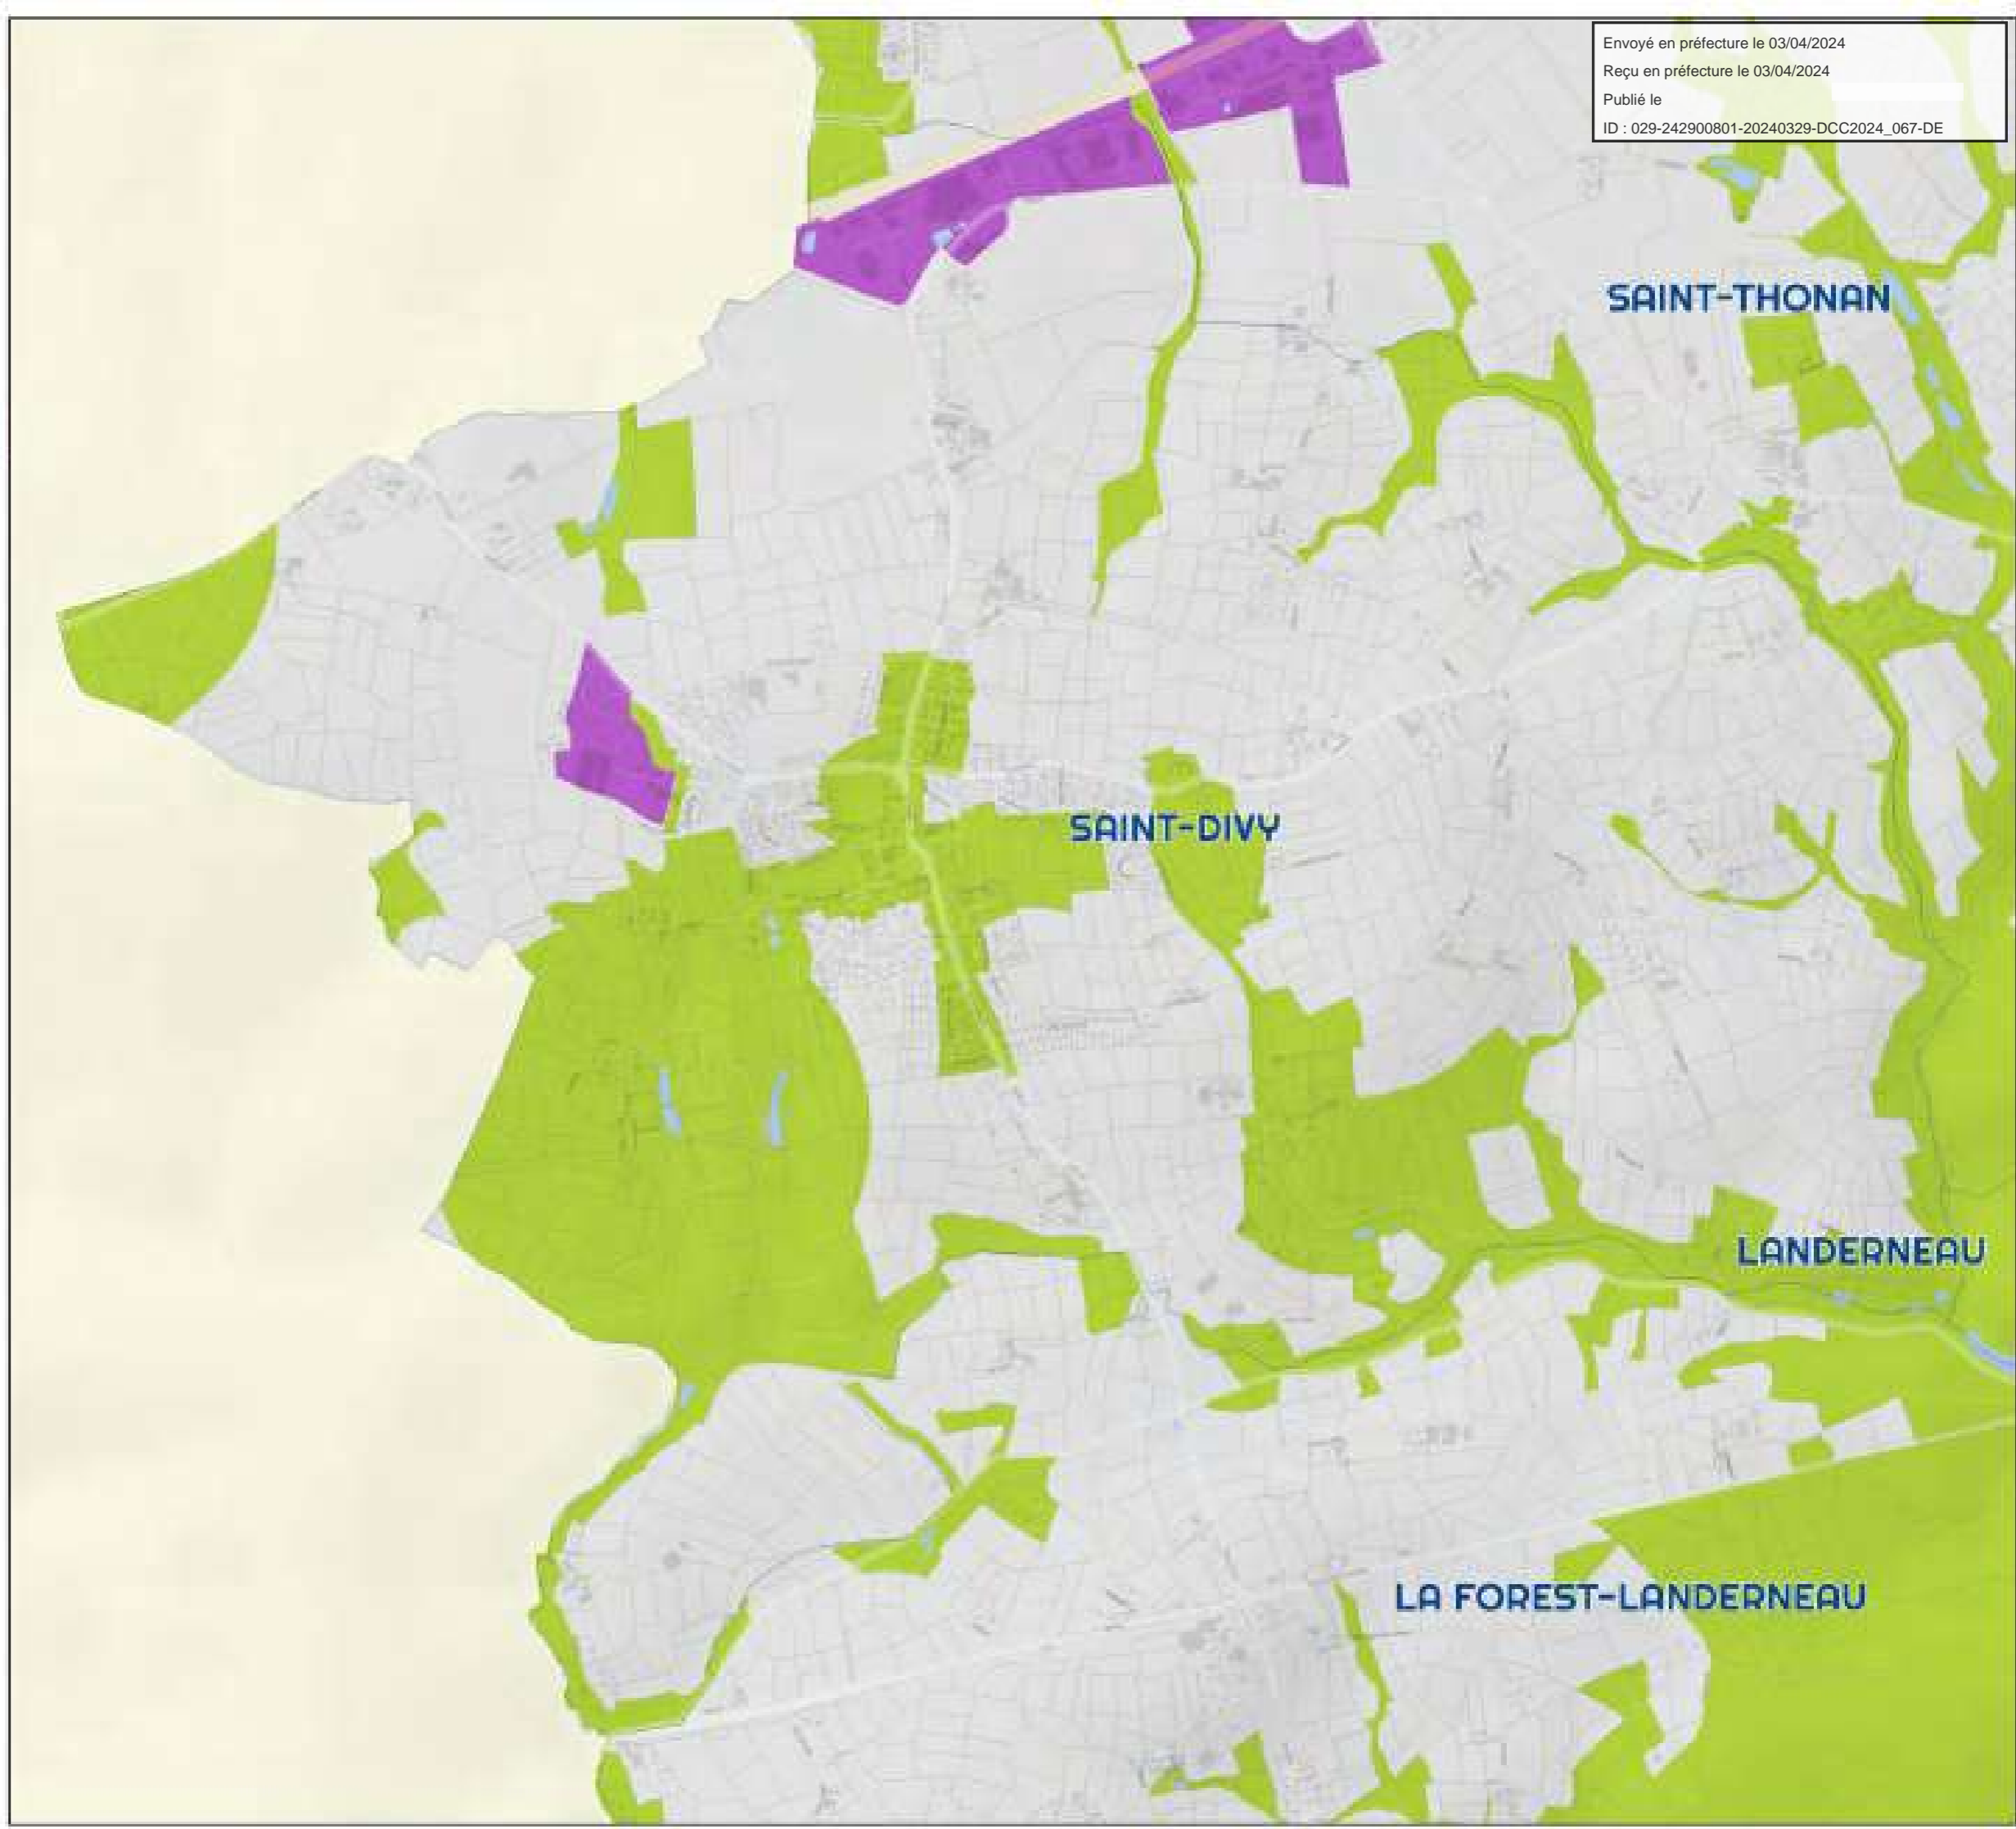 Envoyé en préfecture le 03/04/2024
Reçu en préfecture le 03/04/2024
Publié le
ID : 029-242900801-20240329-DCC2024_067-DE
SAINT-THONAN
SAINT-DIVY
LANDERNEAU
LA FOREST-LANDERNEAU